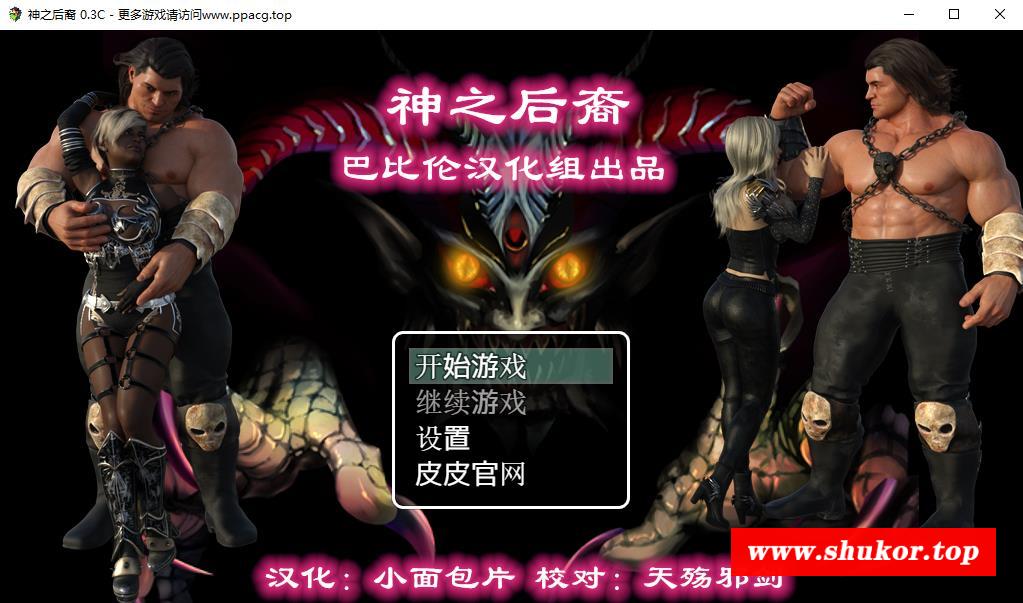 神之后裔 0.3C - 更多游戏请访问www.ppacg.top
神之后裔
巴比伦汉化组出品
开始游戏
继续游戏
设置
皮皮官网
www.shukor.top
汉化：小面包片 校对：天殇邪剑